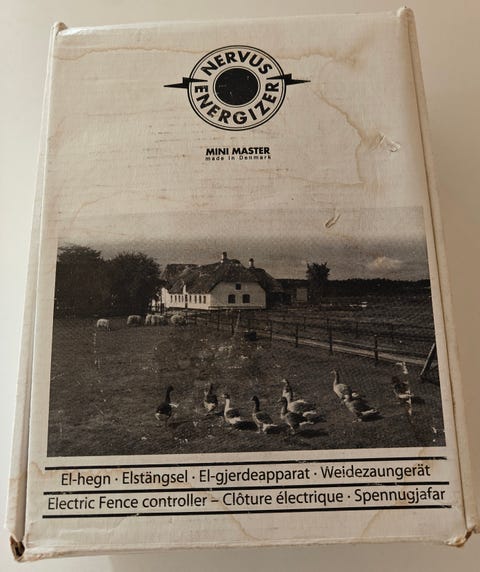 NERVUS
ENERGIZER
MINI MASTER
made in Denmark
El-hegn · Elstängsel · El-gjerdeapparat · Weidezaungerät
Electric Fence controller – Clôture électrique · Spennugjafar